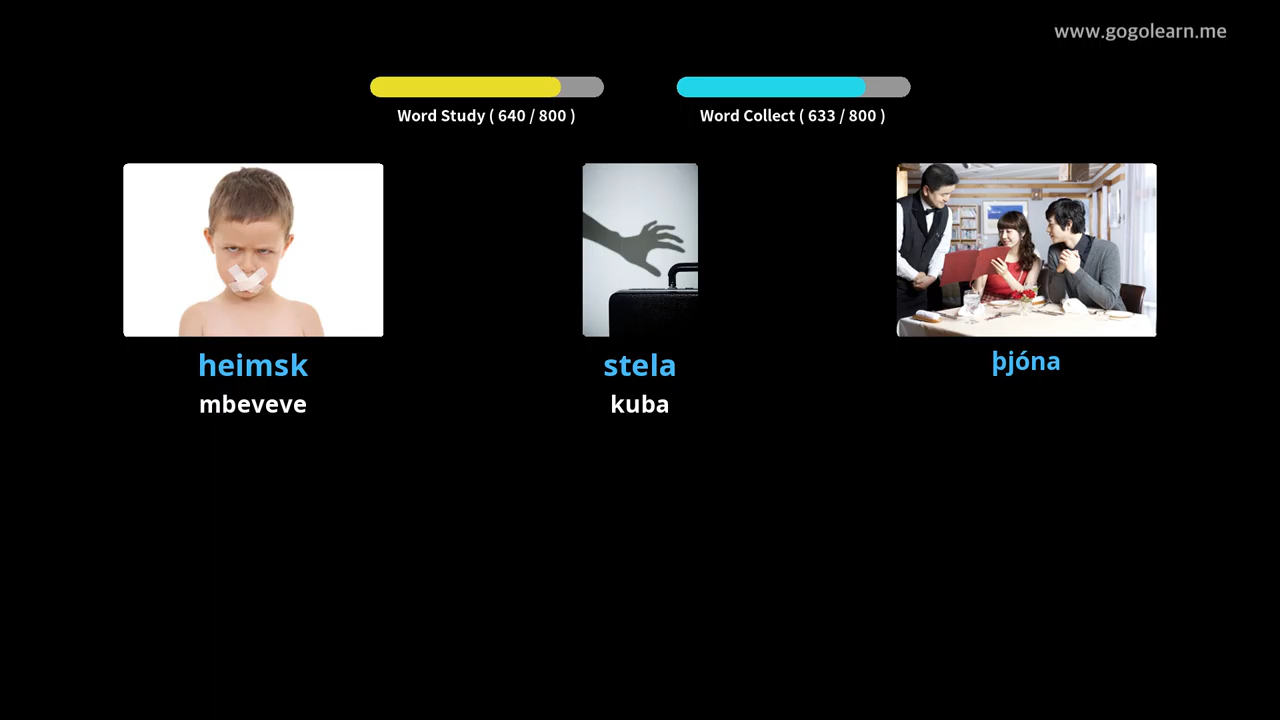 www.gogolearn.me
Word Study ( 640 / 800 )
Word Collect ( 633 / 800 )
heimsk
mbeveve
stela
kuba
þjóna